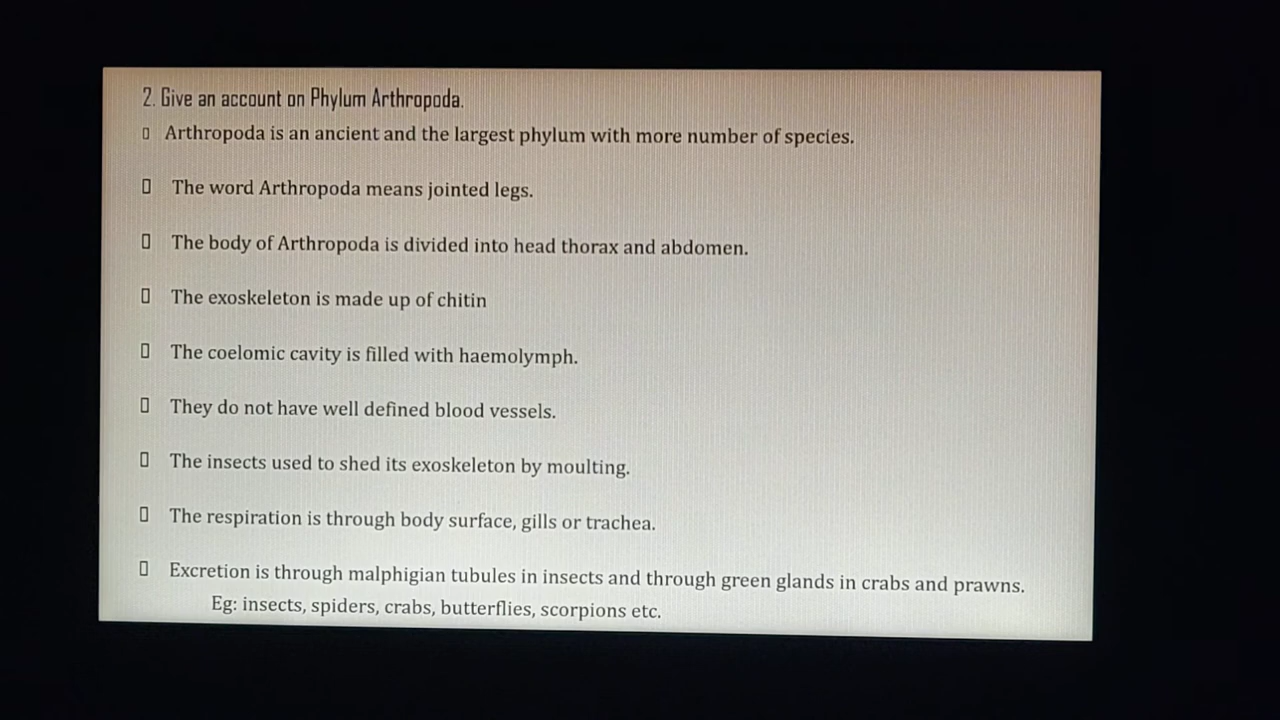 2. Give an account on Phylum Arthropoda.
▯ Arthropoda is an ancient and the largest phylum with more number of species.
▯ The word Arthropoda means jointed legs.
▯ The body of Arthropoda is divided into head thorax and abdomen.
▯ The exoskeleton is made up of chitin
▯ The coelomic cavity is filled with haemolymph.
▯ They do not have well defined blood vessels.
▯ The insects used to shed its exoskeleton by moulting.
▯ The respiration is through body surface, gills or trachea.
▯ Excretion is through malphigian tubules in insects and through green glands in crabs and prawns.
Eg: insects, spiders, crabs, butterflies, scorpions etc.